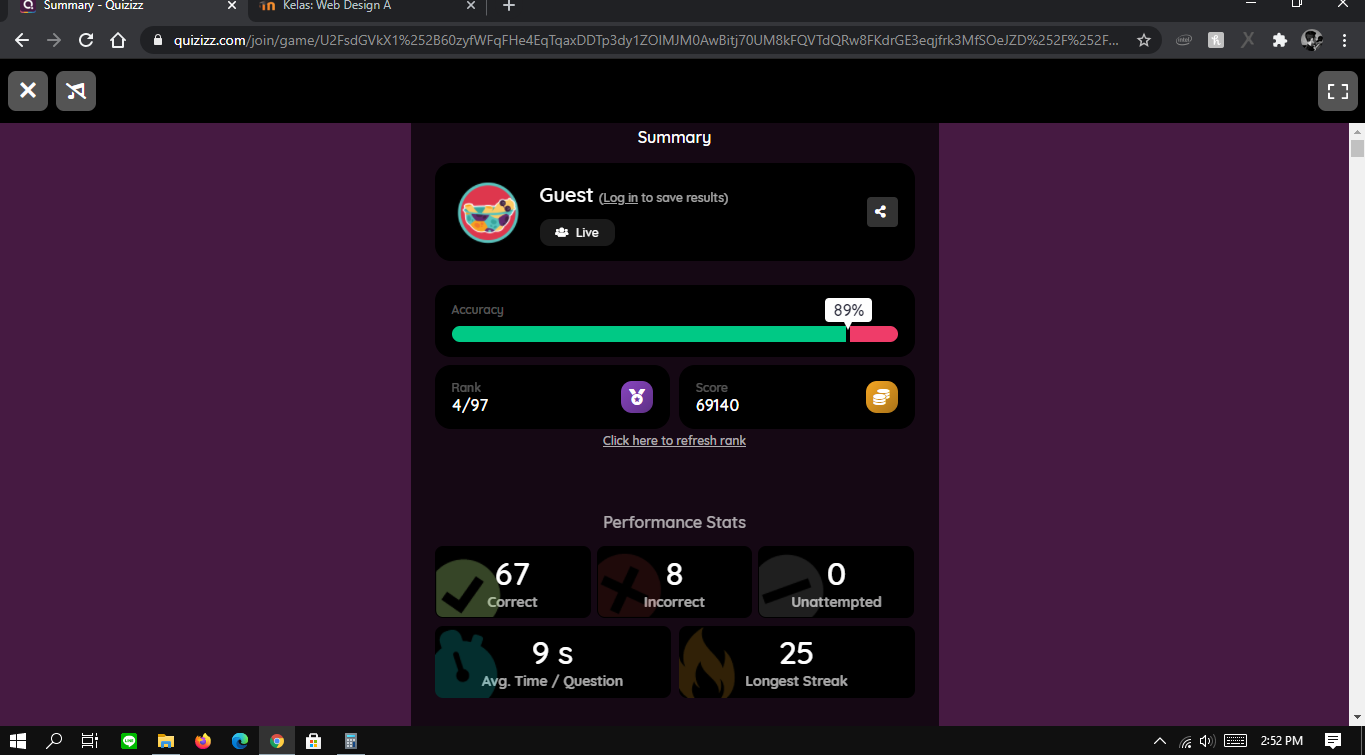 Summary - Quizizz
Kelas: Web Design A
quizizz.com/join/game/U2FsdGVkX1%252B60zyfWFqFHe4EqTqaxDDTp3dy1ZOlMJM0AwBitj70UM8kFQVTdQRw8FKdrGE3eqjfrk3MfSOeJZD%252F%252F...
Summary
Guest (Log in to save results)
Live
Accuracy
89%
Rank
4/97
Score
69140
Click here to refresh rank
Performance Stats
67
Correct
8
Incorrect
0
Unattempted
9 s
Avg. Time / Question
25
Longest Streak
2:52 PM